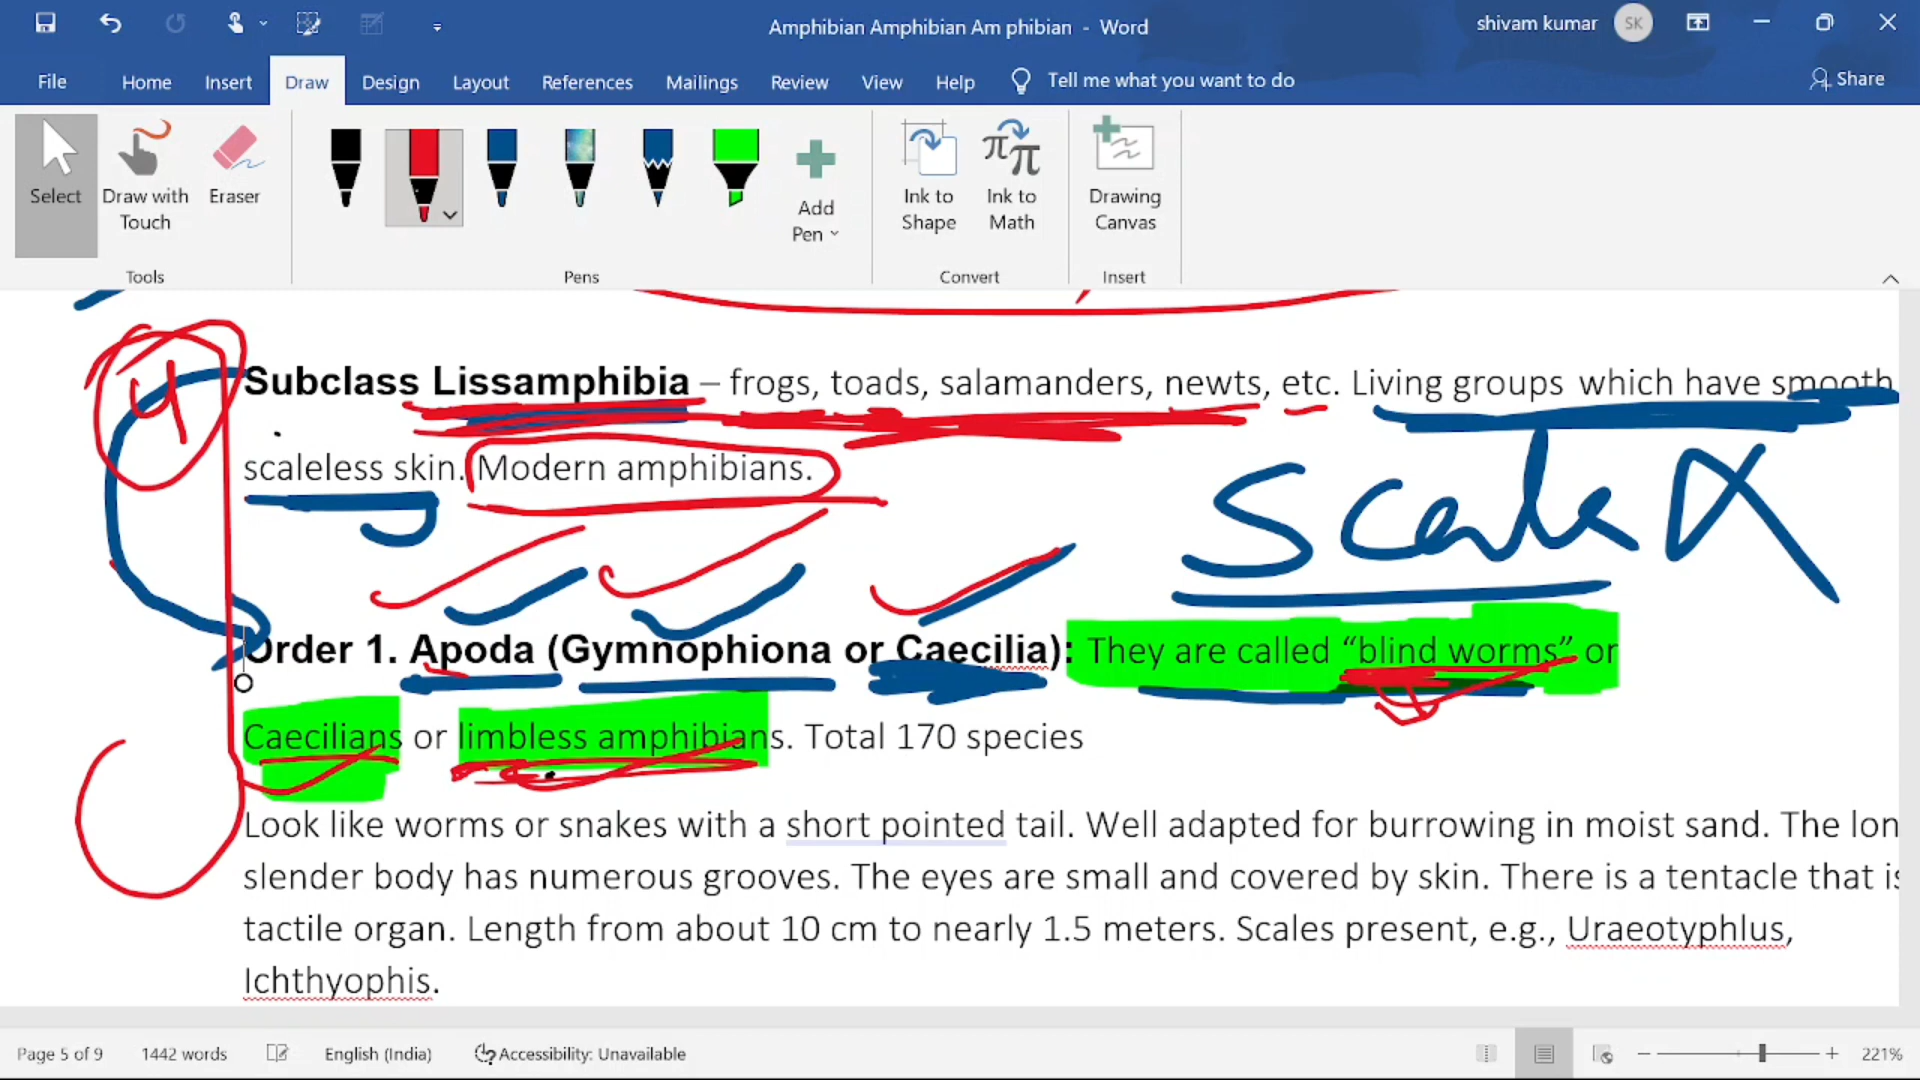 Amphibian Amphibian Am phibian - Word
shivam kumar
SK
File Home Insert Draw Design Layout References Mailings Review View Help Tell me what you want to do
Share
Select
Draw with Touch
Eraser
Add Pen
Ink to Shape
Ink to Math
Drawing Canvas
Tools
Pens
Convert
Insert
4
Subclass Lissamphibia – frogs, toads, salamanders, newts, etc. Living groups which have smooth
scaleless skin. Modern amphibians.
Scale X
Order 1. Apoda (Gymnophiona or Caecilia): They are called “blind worms” or
Caecilians or limbless amphibians. Total 170 species
Look like worms or snakes with a short pointed tail. Well adapted for burrowing in moist sand. The lon
slender body has numerous grooves. The eyes are small and covered by skin. There is a tentacle that is
tactile organ. Length from about 10 cm to nearly 1.5 meters. Scales present, e.g., Uraeotyphlus,
Ichthyophis.
Page 5 of 9 1442 words English (India) Accessibility: Unavailable 221%